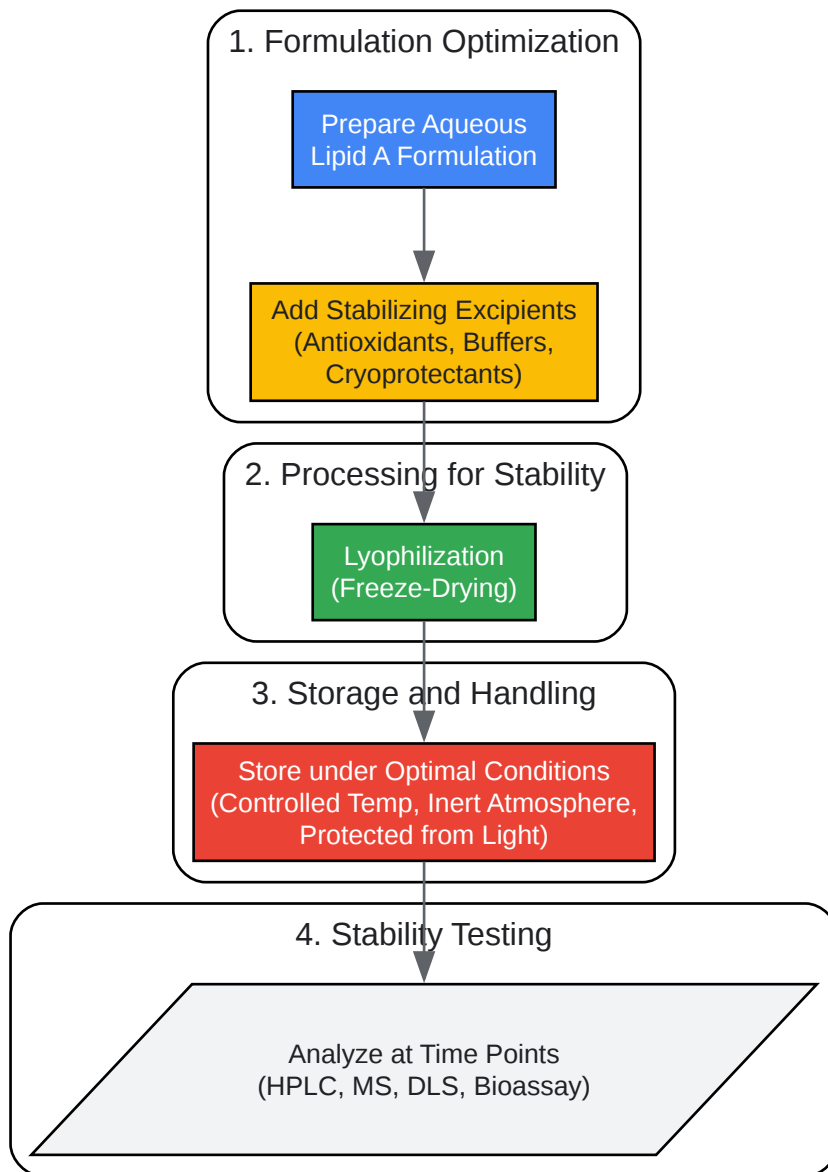 1. Formulation Optimization
Prepare Aqueous
Lipid A Formulation
Add Stabilizing Excipients
(Antioxidants, Buffers,
Cryoprotectants)
2. Processing for Stability
Lyophilization
(Freeze-Drying)
3. Storage and Handling
Store under Optimal Conditions
(Controlled Temp, Inert Atmosphere,
Protected from Light)
4. Stability Testing
Analyze at Time Points
(HPLC, MS, DLS, Bioassay)